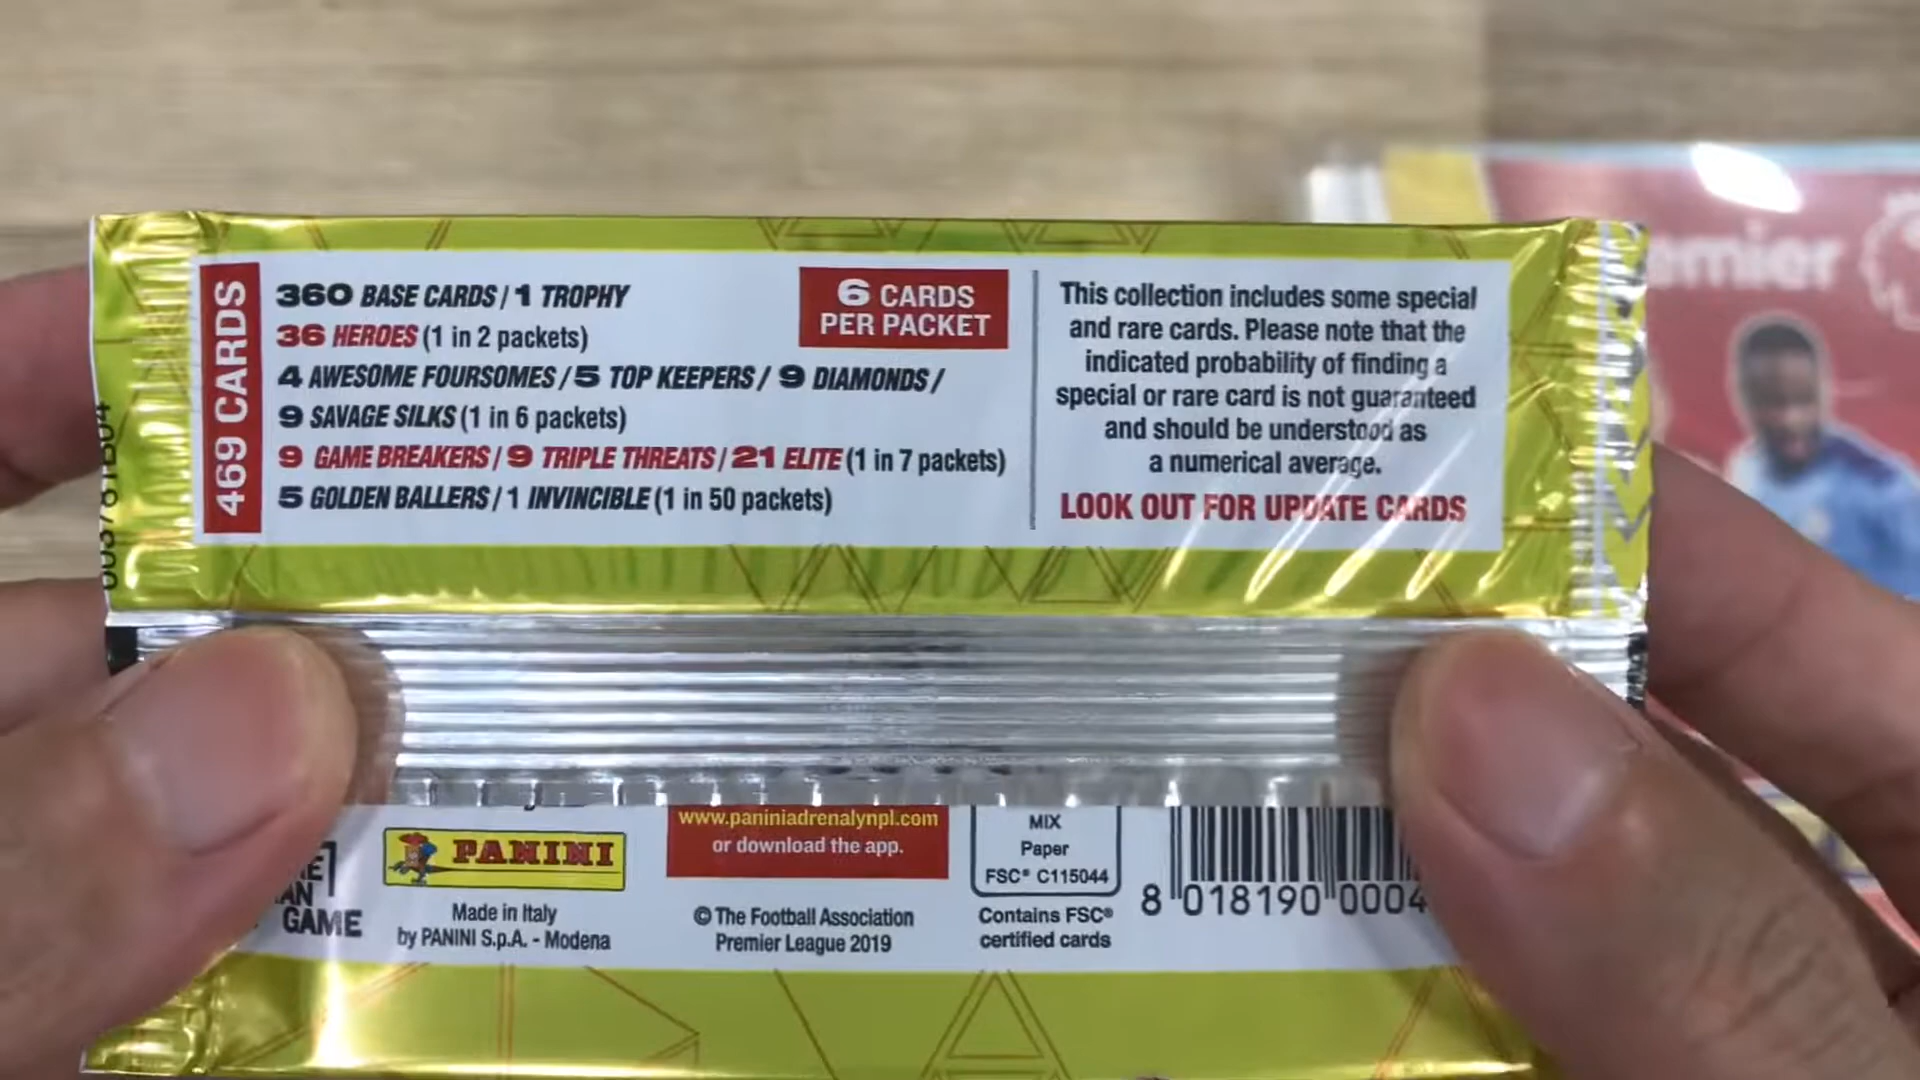 469 CARDS
360 BASE CARDS / 1 TROPHY
36 HEROES (1 in 2 packets)
4 AWESOME FOURSOMES / 5 TOP KEEPERS / 9 DIAMONDS /
9 SAVAGE SILKS (1 in 6 packets)
9 GAME BREAKERS / 9 TRIPLE THREATS / 21 ELITE (1 in 7 packets)
5 GOLDEN BALLERS / 1 INVINCIBLE (1 in 50 packets)
6 CARDS
PER PACKET
This collection includes some special
and rare cards. Please note that the
indicated probability of finding a
special or rare card is not guaranteed
and should be understood as
a numerical average.
LOOK OUT FOR UPDATE CARDS
emier
GAME
PANINI
Made in Italy
by PANINI S.p.A. - Modena
www.paniniadrenalynpl.com
or download the app.
© The Football Association
Premier League 2019
MIX
Paper
FSC® C115044
Contains FSC®
certified cards
8 018190 0004